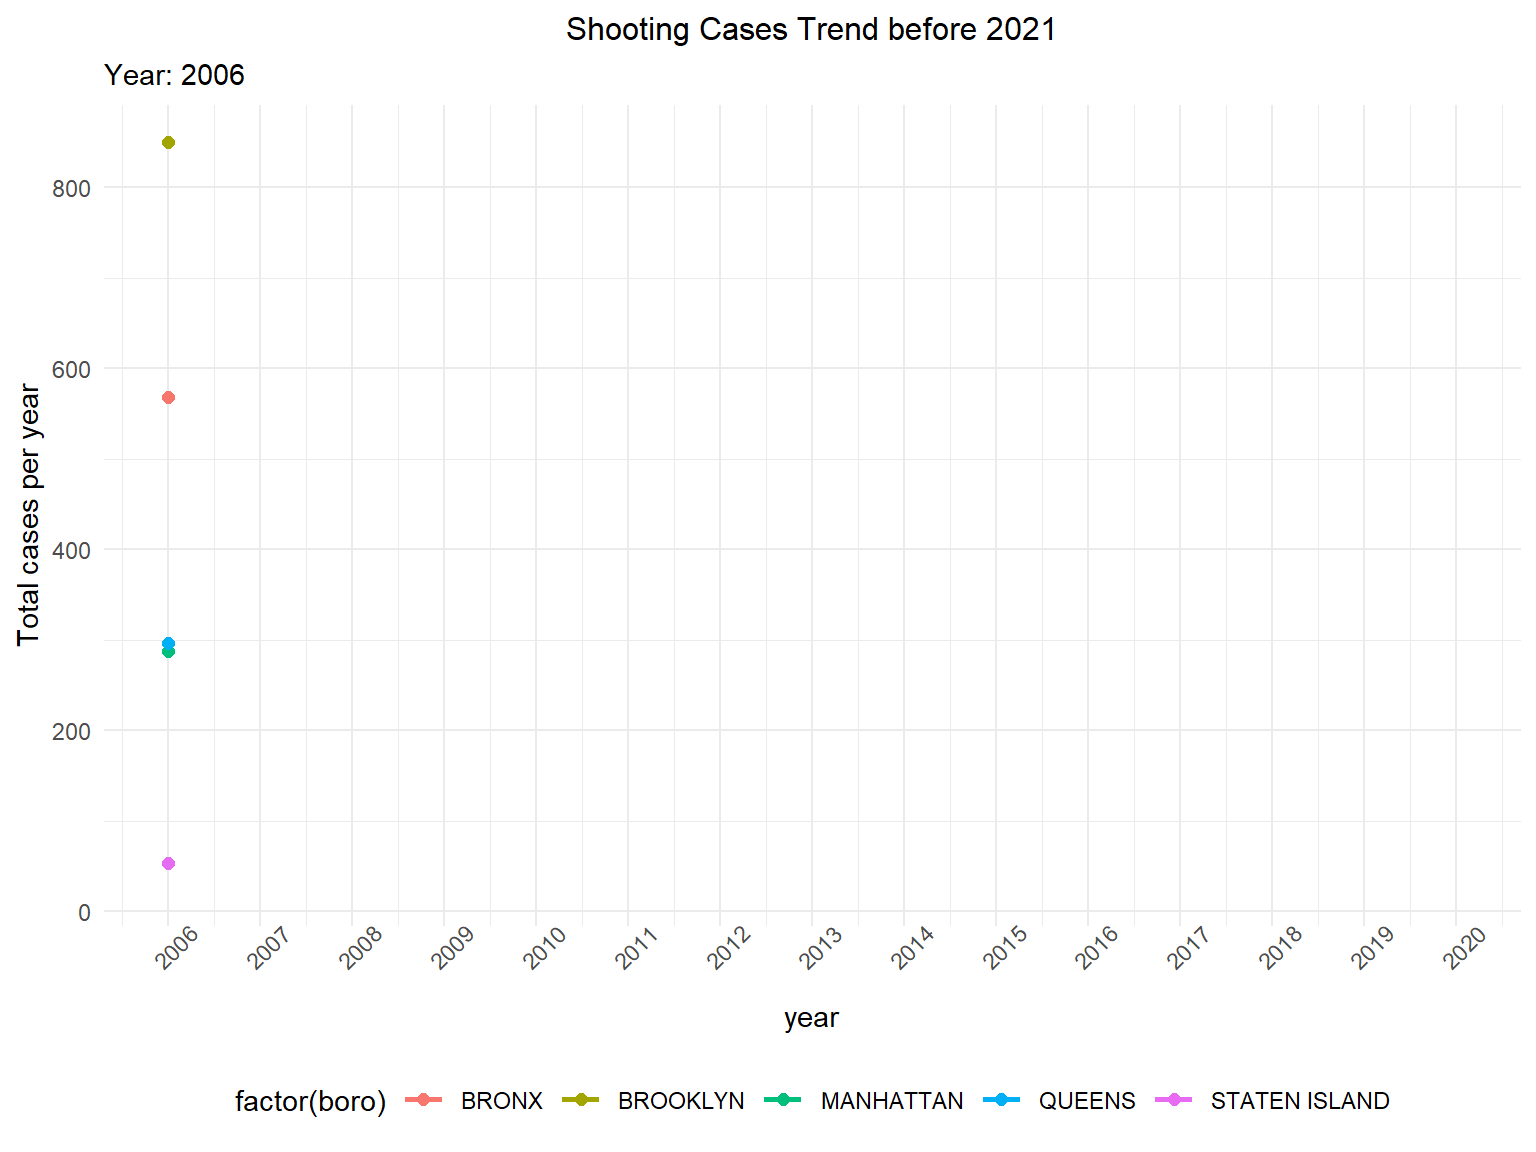 Shooting Cases Trend before 2021
Year: 2006
Total cases per year
800
600
400
200
0
2006 2007 2008 2009 2010 2011 2012 2013 2014 2015 2016 2017 2018 2019 2020
year
factor(boro) BRONX BROOKLYN MANHATTAN QUEENS STATEN ISLAND